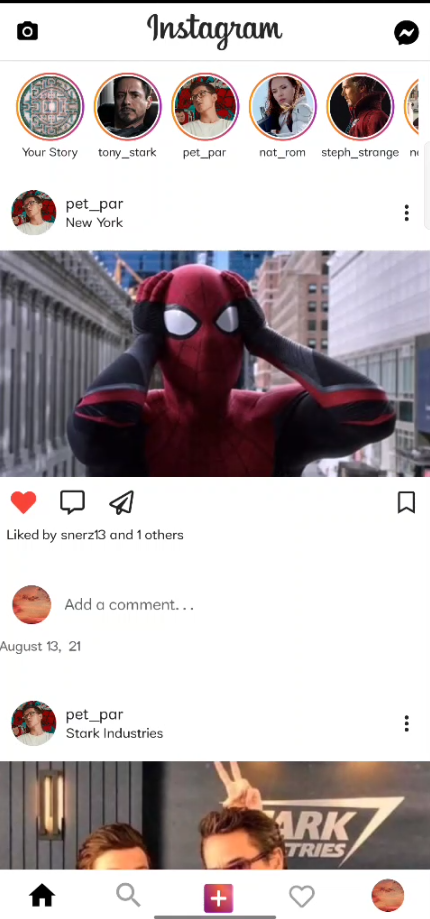 Instagram
Your Story
tony_stark
pet_par
nat_rom
steph_strange
pet_par
New York
Liked by snerz13 and 1 others
Add a comment...
August 13, 21
pet_par
Stark Industries
ARK
TRIES